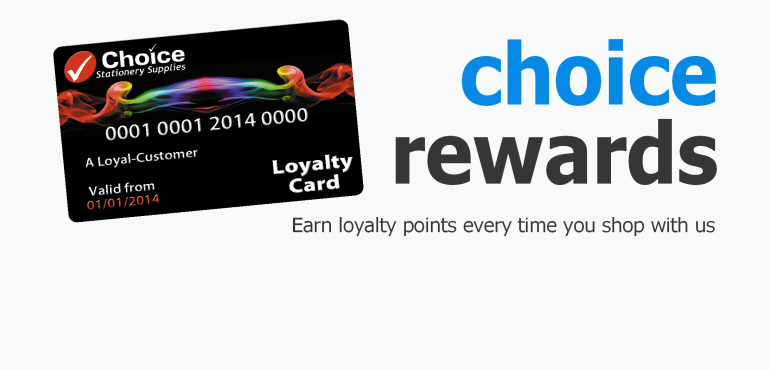 Choice
Stationery Supplies
0001 0001 2014 0000
A Loyal-Customer
Loyalty
Card
Valid from
01/01/2014
choice
rewards
Earn loyalty points every time you shop with us